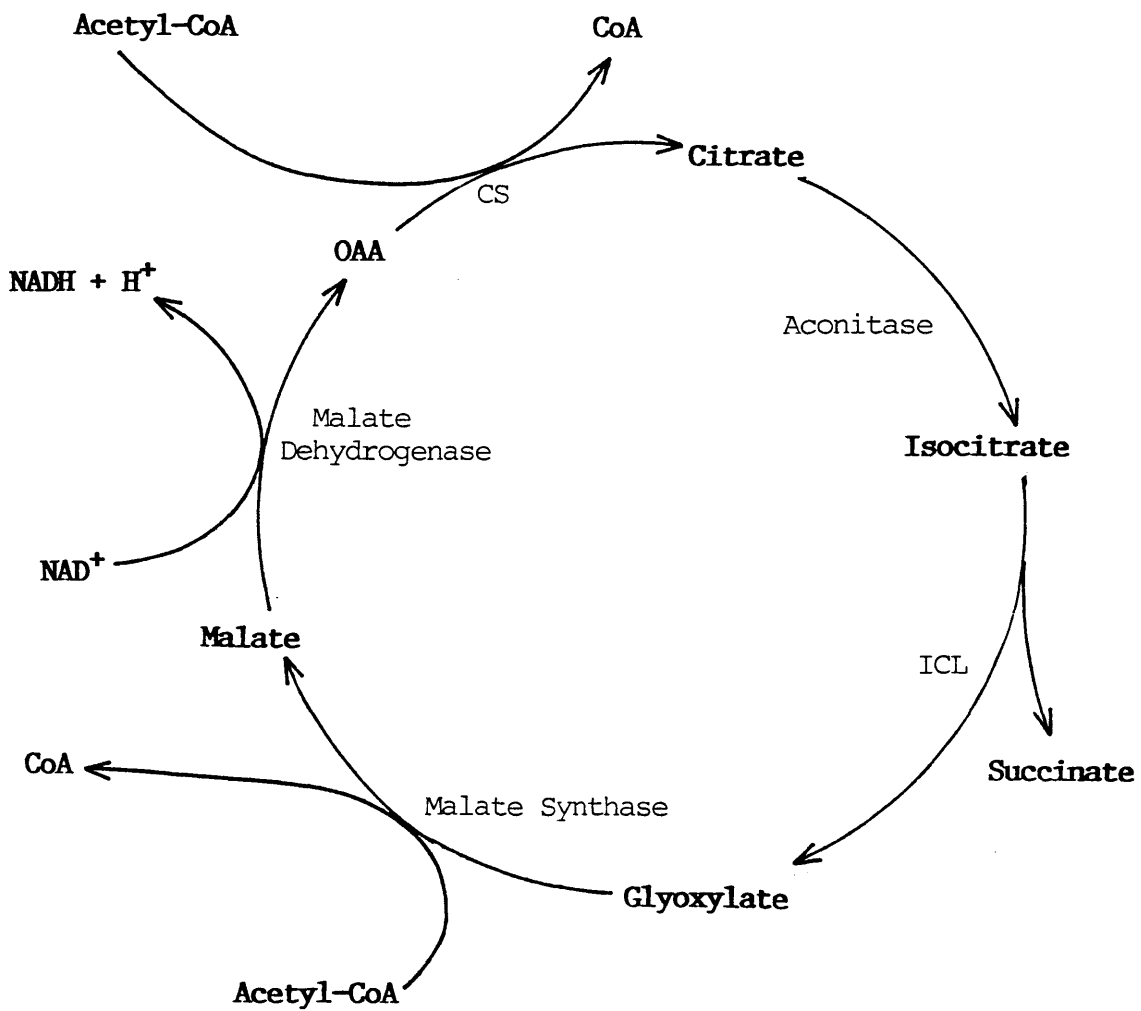 Acetyl-CoA
CoA
Citrate
CS
OAA
NADH + H⁺
Aconitase
Malate
Dehydrogenase
Isocitrate
NAD⁺
Malate
ICL
CoA
Succinate
Malate Synthase
Glyoxylate
Acetyl-CoA